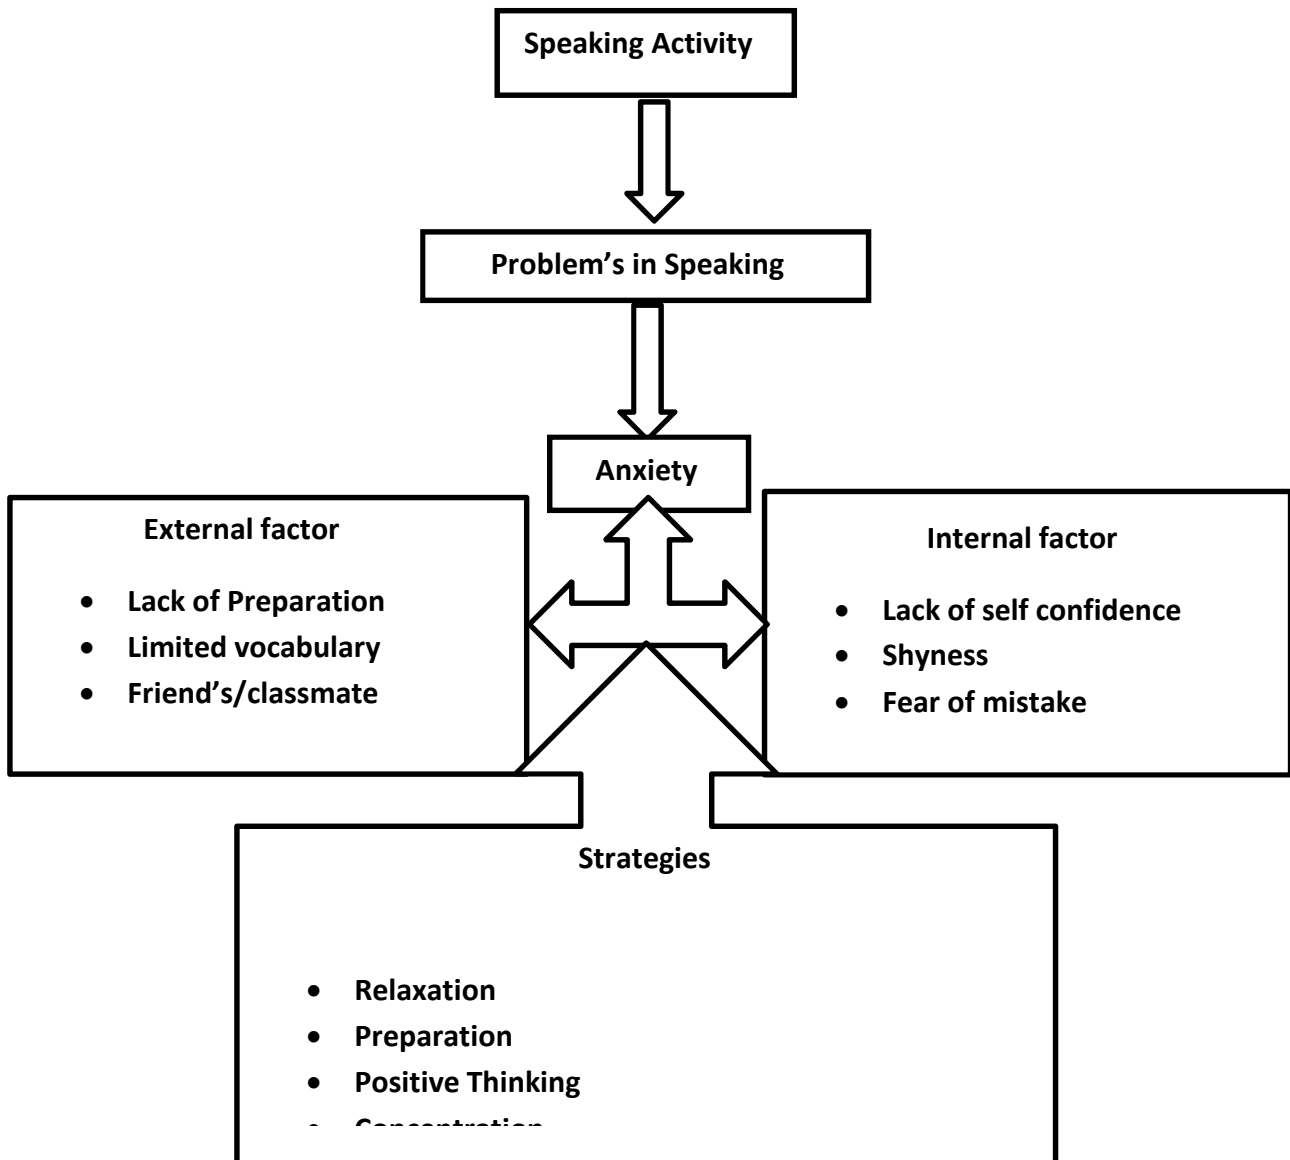 Speaking Activity
Problem’s in Speaking
Anxiety
External factor
• Lack of Preparation
• Limited vocabulary
• Friend’s/classmate
Internal factor
• Lack of self confidence
• Shyness
• Fear of mistake
Strategies
• Relaxation
• Preparation
• Positive Thinking
• Concentration